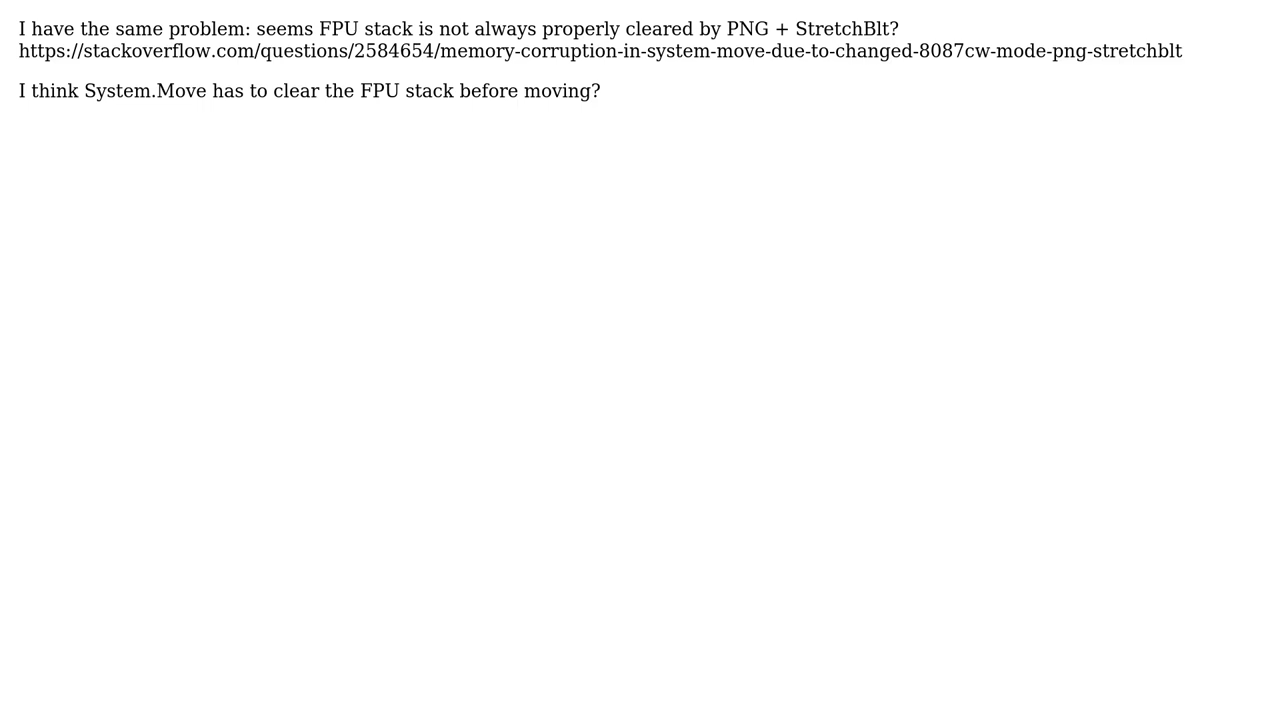 I have the same problem: seems FPU stack is not always properly cleared by PNG + StretchBlt?
https://stackoverflow.com/questions/2584654/memory-corruption-in-system-move-due-to-changed-8087cw-mode-png-stretchblt
I think System.Move has to clear the FPU stack before moving?